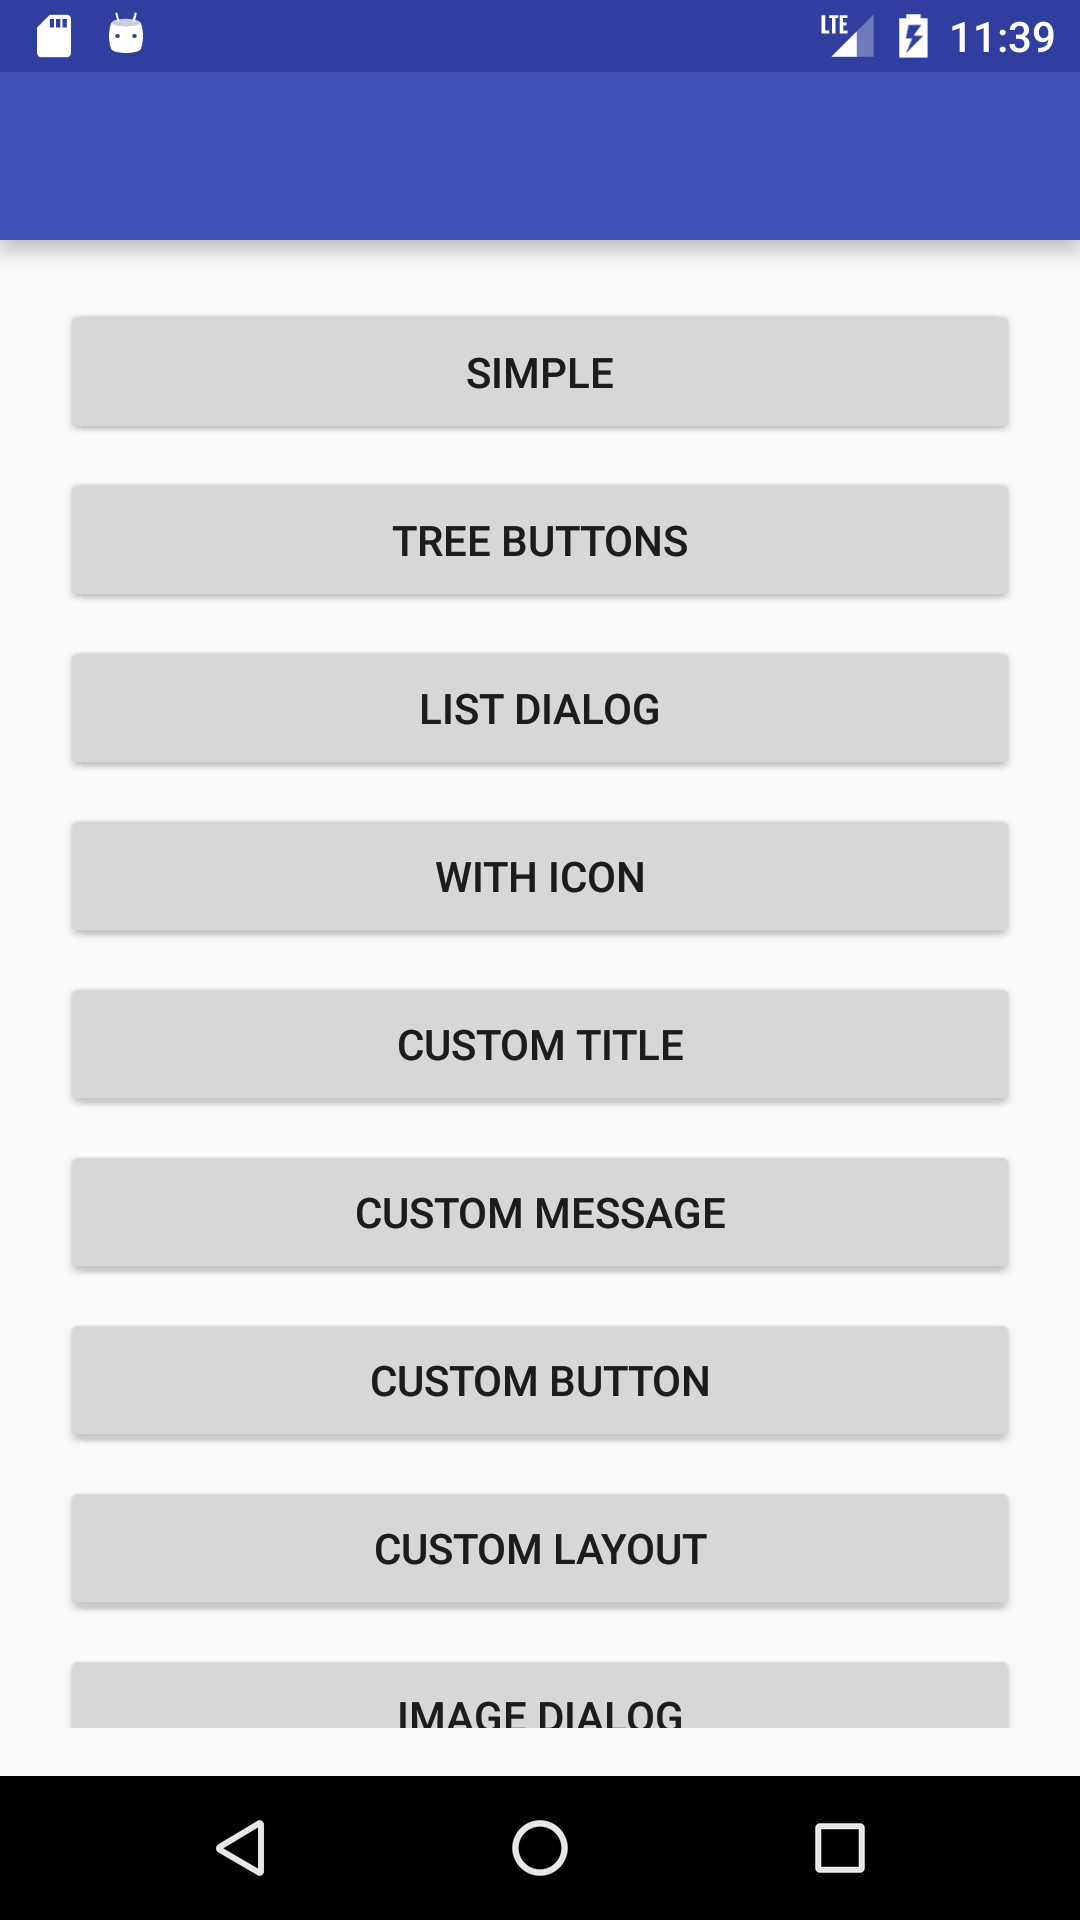 LTE 11:39
SIMPLE
TREE BUTTONS
LIST DIALOG
WITH ICON
CUSTOM TITLE
CUSTOM MESSAGE
CUSTOM BUTTON
CUSTOM LAYOUT
IMAGE DIALOG